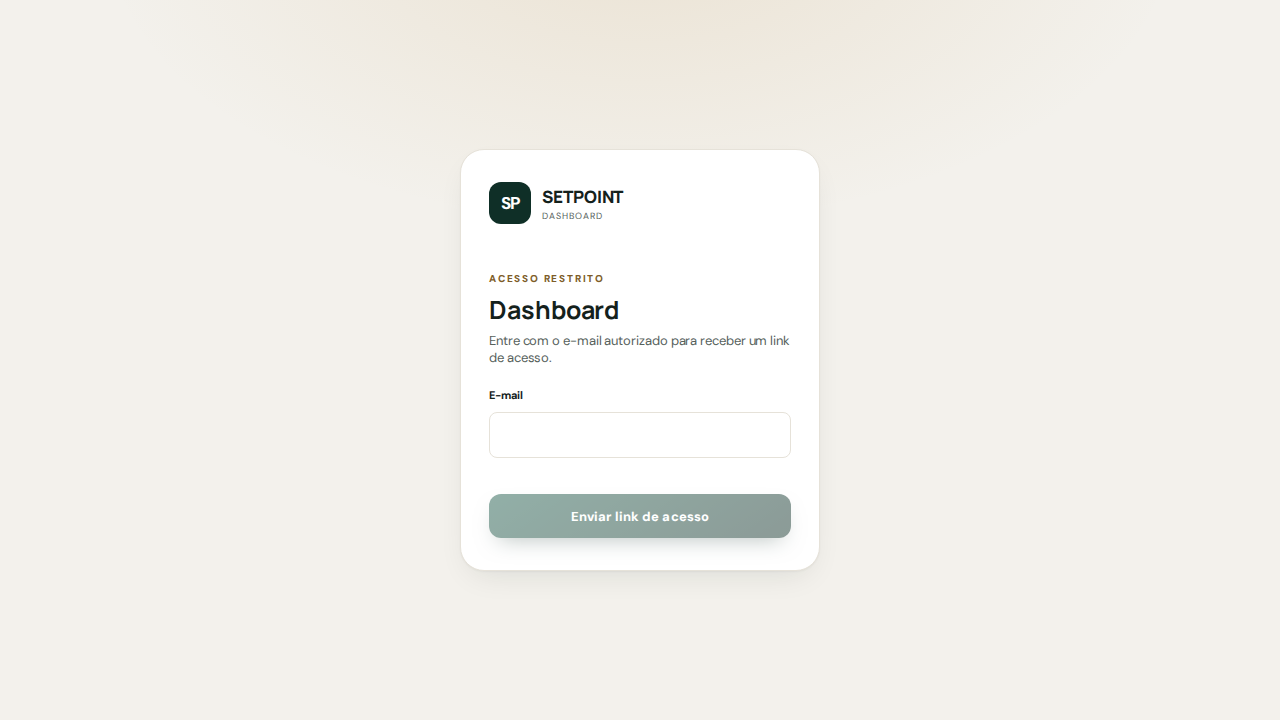 SP
SETPOINT
DASHBOARD
ACESSO RESTRITO
Dashboard
Entre com o e-mail autorizado para receber um link
de acesso.
E-mail
Enviar link de acesso